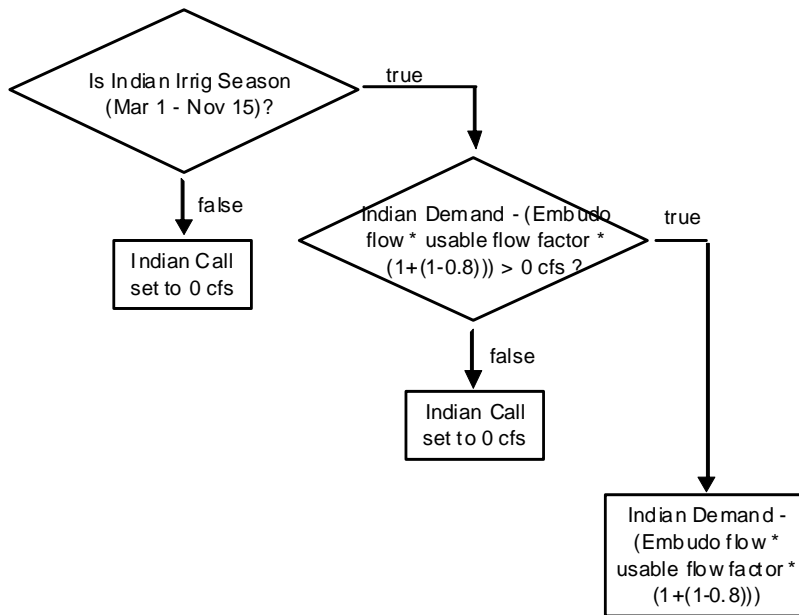 Is Indian Irrig Season
(Mar 1 - Nov 15)?
true
false
Indian Call
set to 0 cfs
Indian Demand - (Embudo
flow * usable flow factor *
(1+(1-0.8))) > 0 cfs ?
true
false
Indian Call
set to 0 cfs
Indian Demand -
(Embudo flow *
usable flow factor *
(1+(1-0.8)))